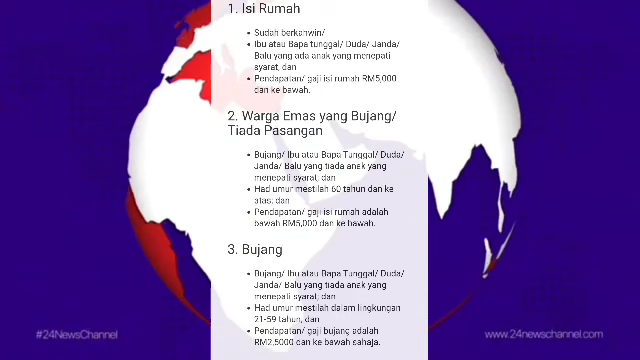 1. Isi Rumah
Sudah berkahwin/
Ibu atau Bapa tunggal/ Duda/ Janda/
Balu yang ada anak yang menepati
syarat, dan
Pendapatan/ gaji isi rumah RM5,000
dan ke bawah.
2. Warga Emas yang Bujang/
Tiada Pasangan
Bujang/ Ibu atau Bapa Tunggal/ Duda/
Janda/ Balu yang tiada anak yang
menepati syarat; dan
Had umur mestilah 60 tahun dan ke
atas; dan
Pendapatan/ gaji isi rumah adalah
bawah RM5,000 dan ke bawah.
3. Bujang
Bujang/ Ibu atau Bapa Tunggal/ Duda/
Janda/ Balu yang tiada anak yang
menepati syarat; dan
Had umur mestilah dalam lingkungan
21-59 tahun, dan
Pendapatan/ gaji bujang adalah
RM2,5000 dan ke bawah sahaja.
#24NewsChannel
www.24newschannel.com